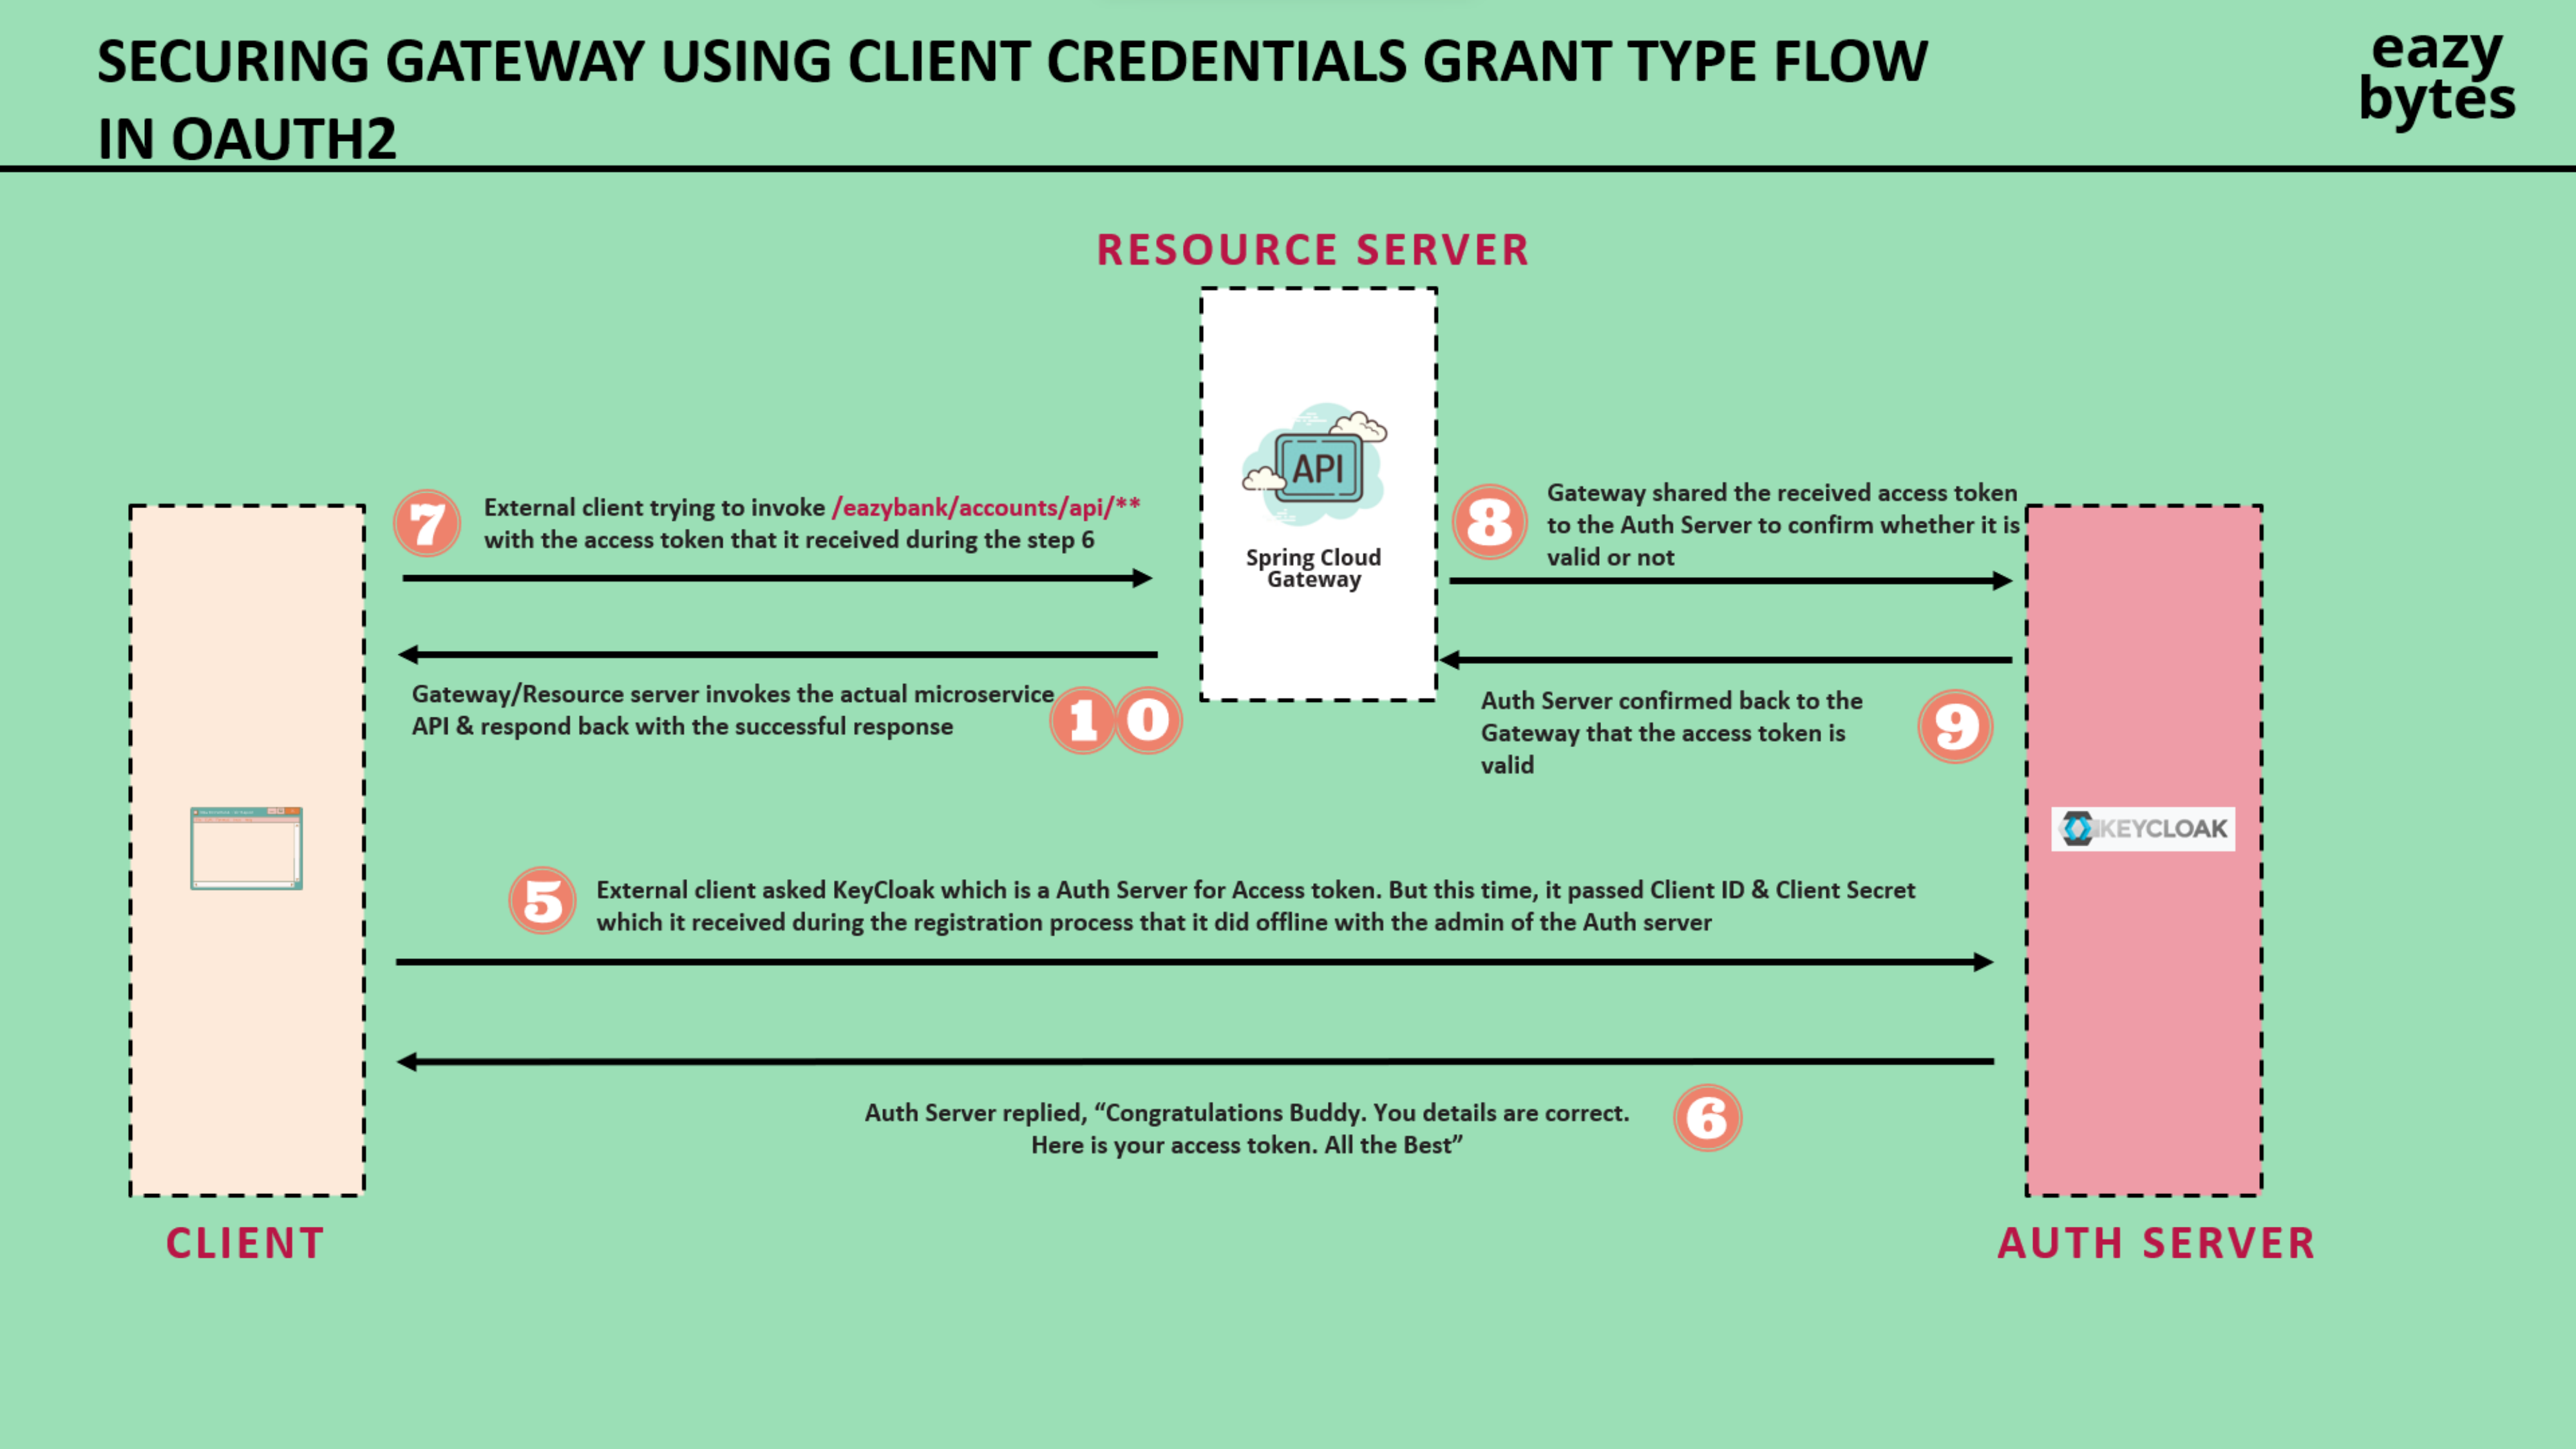 SECURING GATEWAY USING CLIENT CREDENTIALS GRANT TYPE FLOW
IN OAUTH2
eazy
bytes
RESOURCE SERVER
API
Spring Cloud
Gateway
7
External client trying to invoke /eazybank/accounts/api/**
with the access token that it received during the step 6
8
Gateway shared the received access token
to the Auth Server to confirm whether it is
valid or not
Gateway/Resource server invokes the actual microservice
API & respond back with the successful response
10
Auth Server confirmed back to the
Gateway that the access token is
valid
9
KEYCLOAK
5
External client asked KeyCloak which is a Auth Server for Access token. But this time, it passed Client ID & Client Secret
which it received during the registration process that it did offline with the admin of the Auth server
Auth Server replied, “Congratulations Buddy. You details are correct.
Here is your access token. All the Best”
6
CLIENT
AUTH SERVER